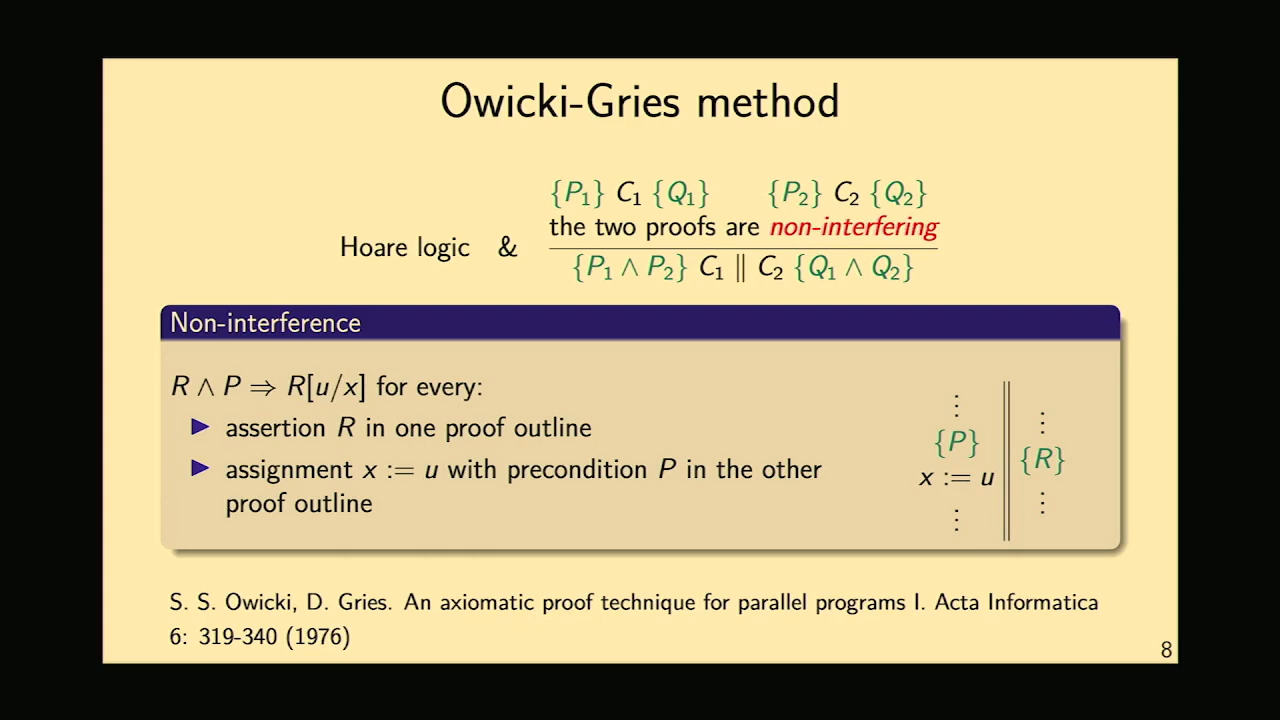 Owicki-Gries method
{P₁} C₁ {Q₁} {P₂} C₂ {Q₂}
the two proofs are non-interfering
Hoare logic &
{P₁ ∧ P₂} C₁ ∥ C₂ {Q₁ ∧ Q₂}
Non-interference
R ∧ P ⇒ R[u/x] for every:
▶ assertion R in one proof outline
▶ assignment x := u with precondition P in the other
proof outline
⋮
{P}
x := u
⋮
⋮
{R}
⋮
S. S. Owicki, D. Gries. An axiomatic proof technique for parallel programs I. Acta Informatica
6: 319-340 (1976)
8